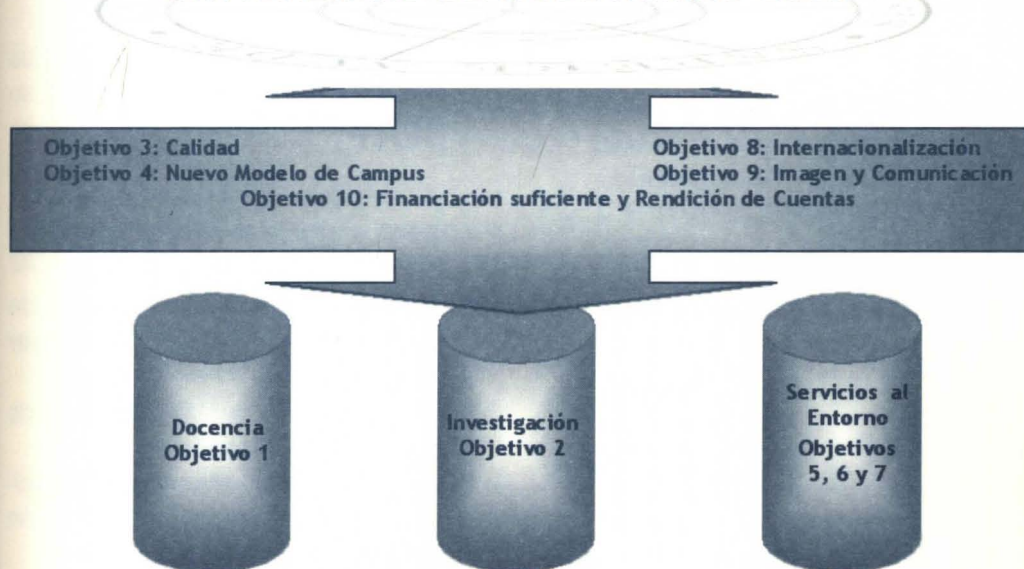 Objetivo 3: Calidad
Objetivo 4: Nuevo Modelo de Campus
Objetivo 8: Internacionalización
Objetivo 9: Imagen y Comunicación
Objetivo 10: Financiación suficiente y Rendición de Cuentas
Docencia
Objetivo 1
Investigación
Objetivo 2
Servicios al
Entorno
Objetivos
5, 6 y 7